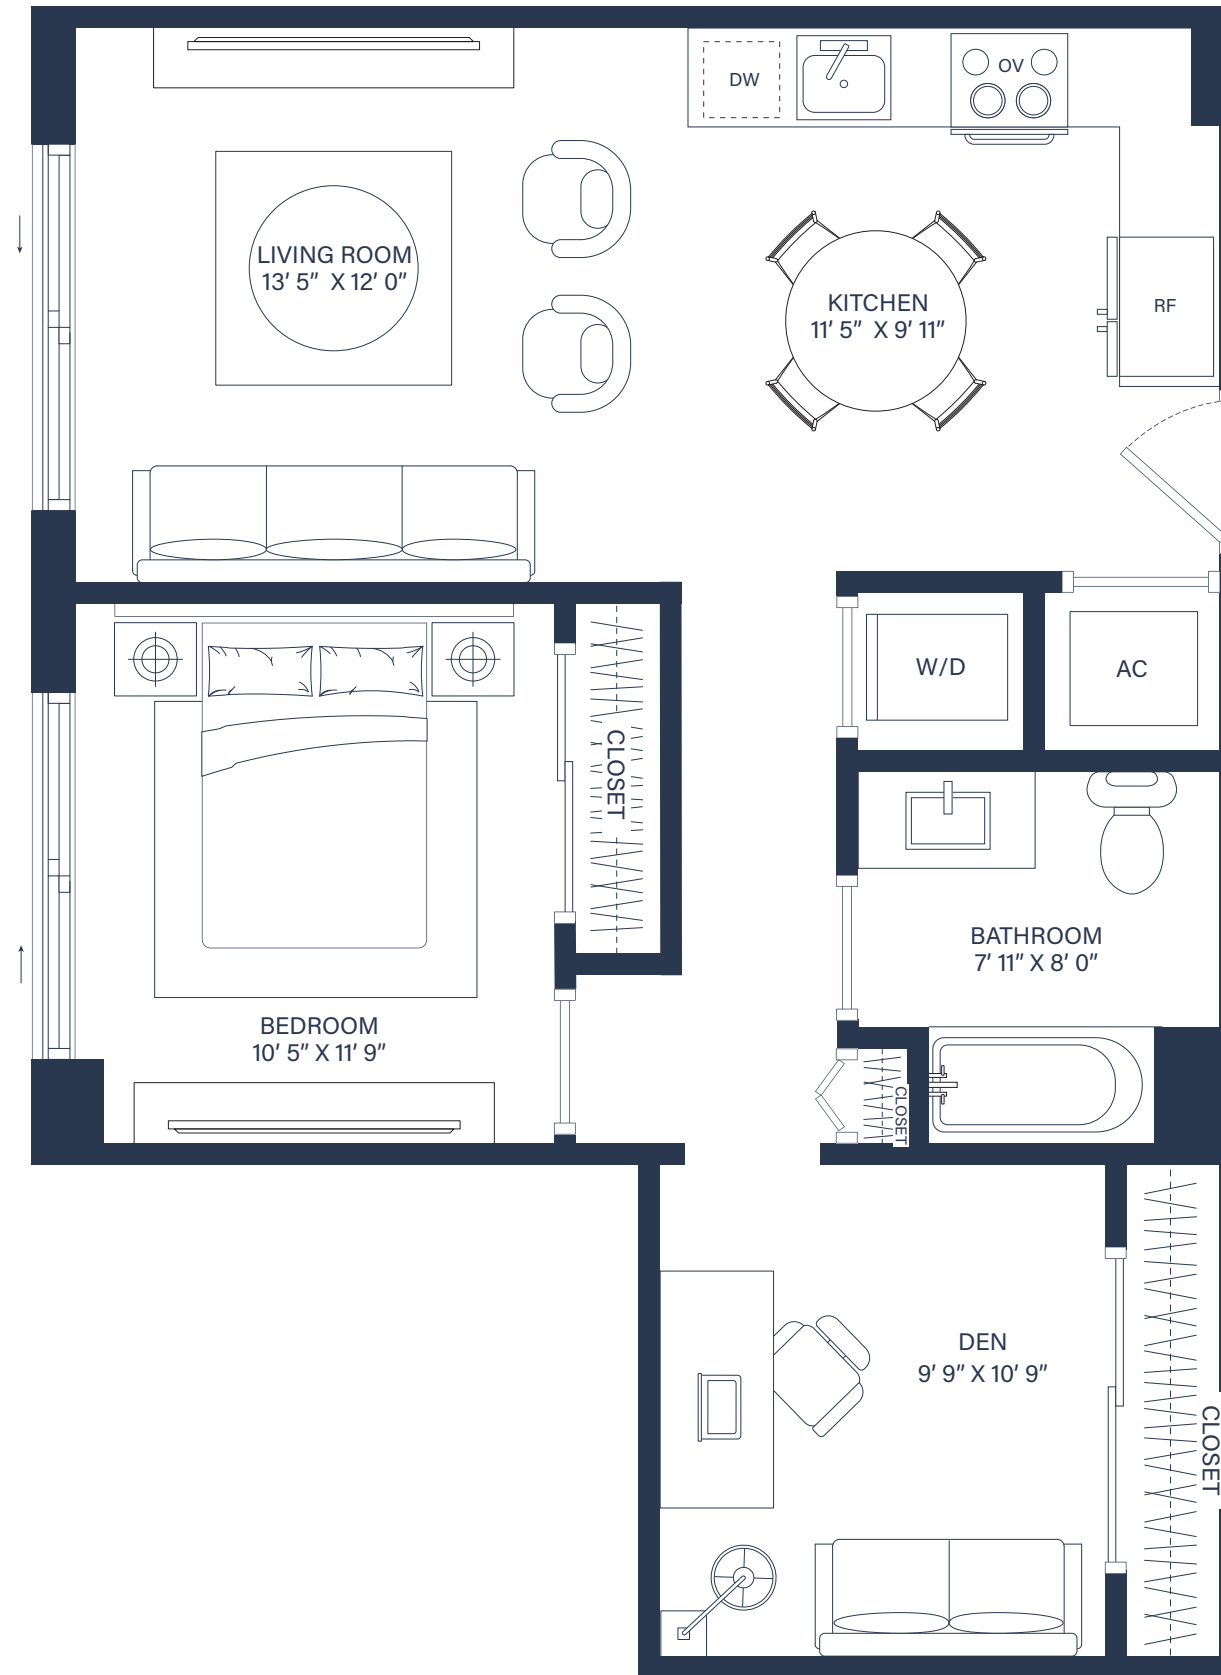 DW
OV
LIVING ROOM
13′ 5″ X 12′ 0″
KITCHEN
11′ 5″ X 9′ 11″
RF
W/D
AC
CLOSET
BATHROOM
7′ 11″ X 8′ 0″
BEDROOM
10′ 5″ X 11′ 9″
CLOSET
DEN
9′ 9″ X 10′ 9″
CLOSET